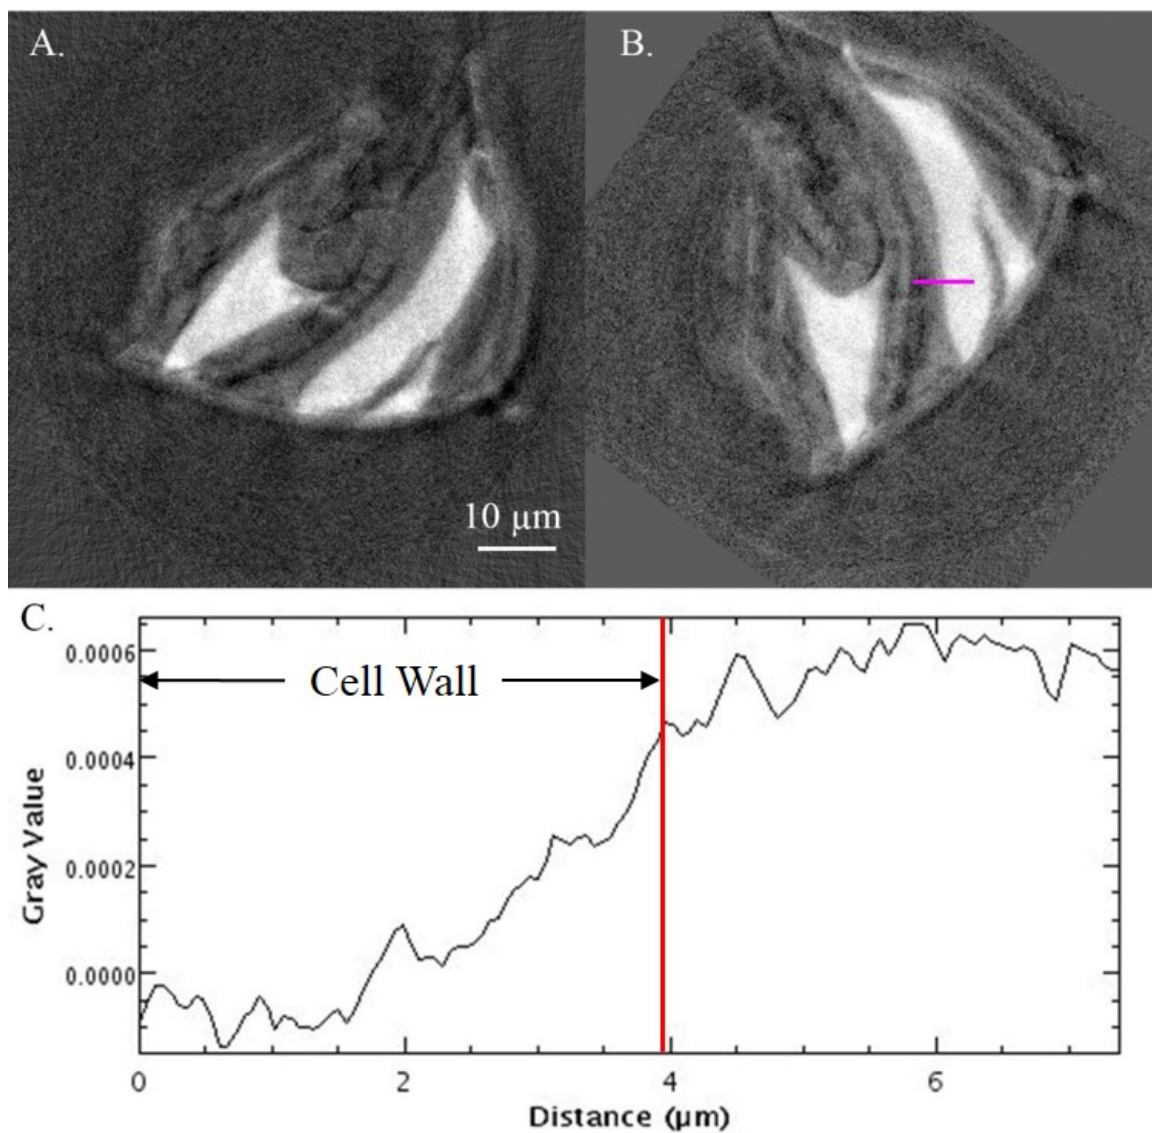 A.
B.
10 μm
C.
Cell Wall
0.0006
0.0004
0.0002
0.0000
Gray Value
0 2 4 6
Distance (μm)